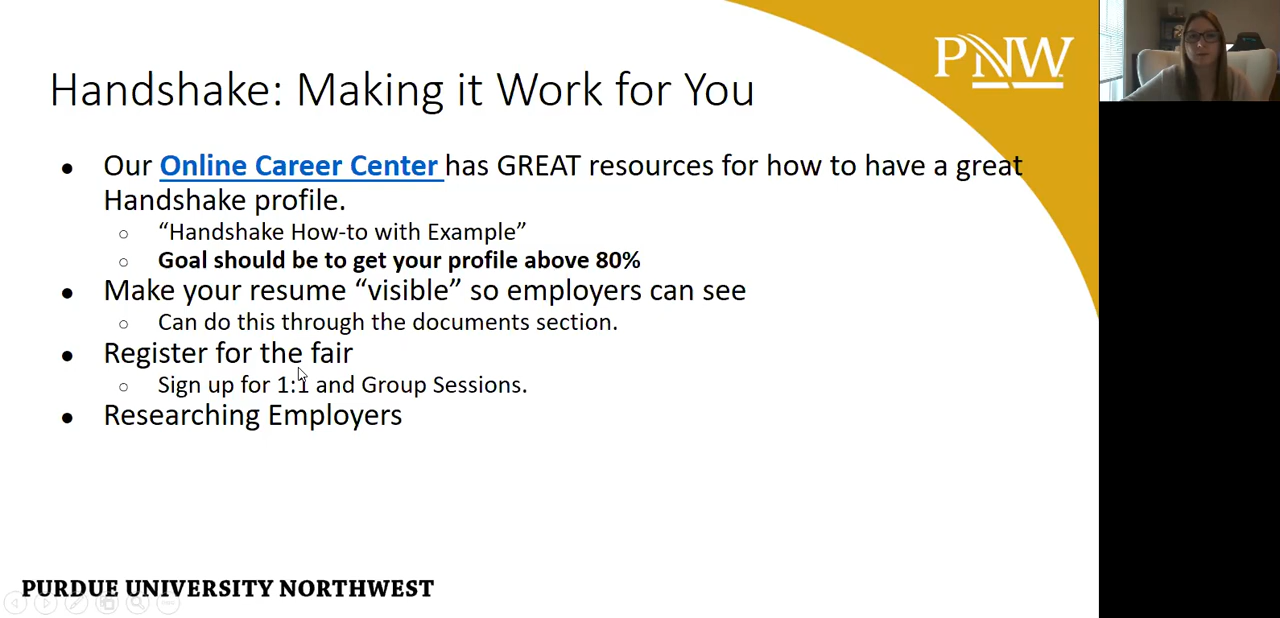 PNW
Handshake: Making it Work for You
● Our Online Career Center has GREAT resources for how to have a great
Handshake profile.
○ “Handshake How-to with Example”
○ Goal should be to get your profile above 80%
● Make your resume “visible” so employers can see
○ Can do this through the documents section.
● Register for the fair
○ Sign up for 1:1 and Group Sessions.
● Researching Employers
PURDUE UNIVERSITY NORTHWEST